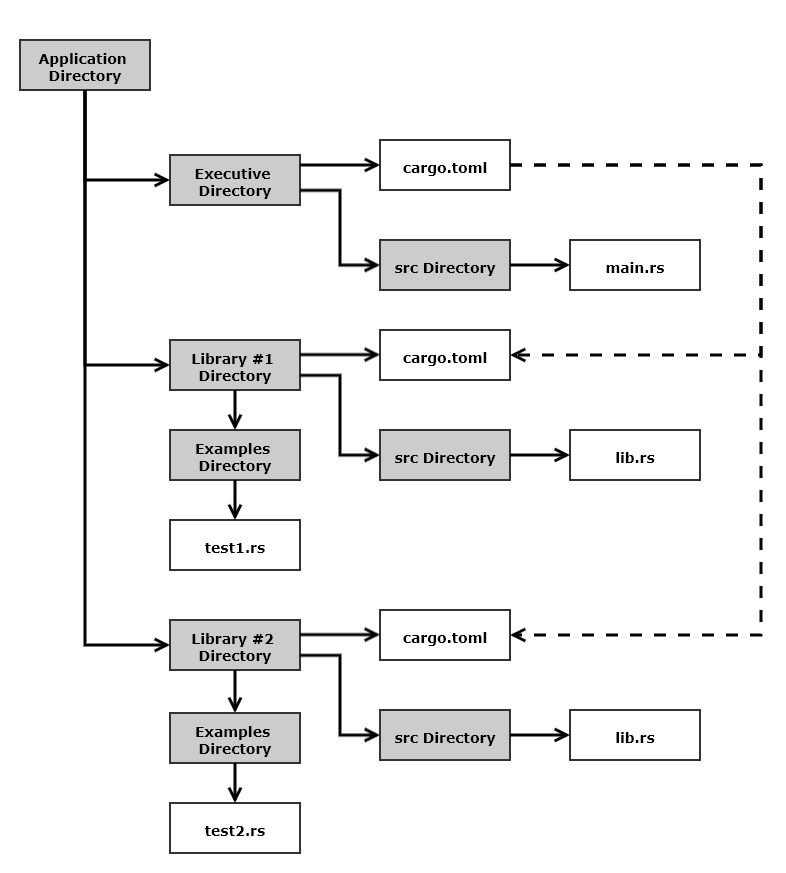 Application
Directory
Executive
Directory
cargo.toml
src Directory
main.rs
Library #1
Directory
cargo.toml
Examples
Directory
src Directory
lib.rs
test1.rs
Library #2
Directory
cargo.toml
Examples
Directory
src Directory
lib.rs
test2.rs